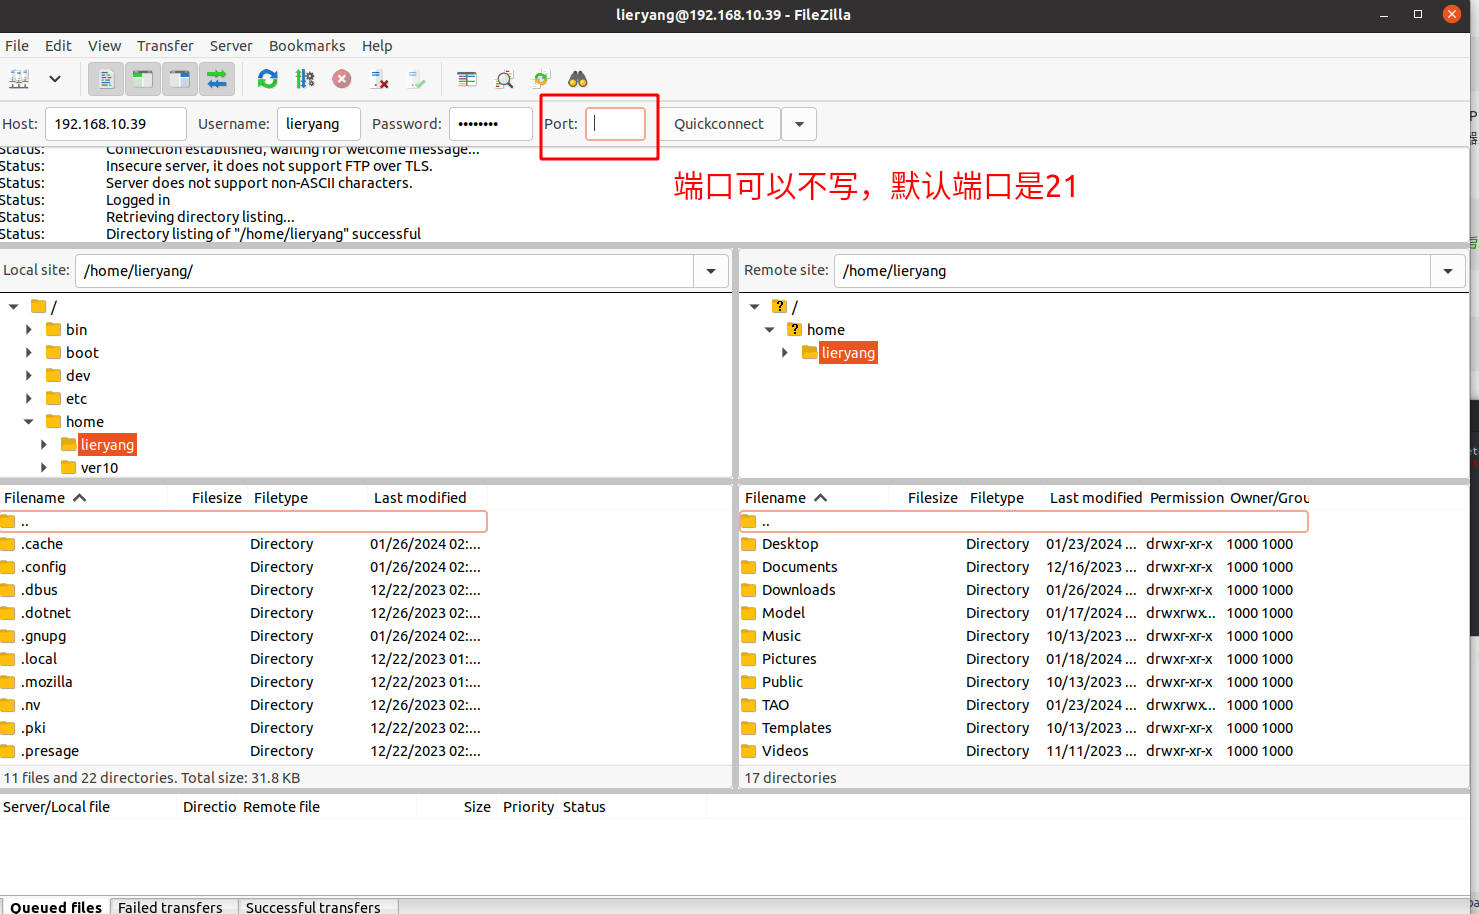 lieryang@192.168.10.39 - FileZilla
File Edit View Transfer Server Bookmarks Help
Host: 192.168.10.39 Username: lieryang Password: •••••••• Port: Quickconnect
Status: Connection established, waiting for welcome message...
Status: Insecure server, it does not support FTP over TLS.
Status: Server does not support non-ASCII characters.
Status: Logged in
Status: Retrieving directory listing...
Status: Directory listing of "/home/lieryang" successful
端口可以不写，默认端口是21
Local site: /home/lieryang/
/
bin
boot
dev
etc
home
lieryang
ver10
Remote site: /home/lieryang
/
home
lieryang
Filename Filesize Filetype Last modified
..
.cache Directory 01/26/2024 02:...
.config Directory 01/26/2024 02:...
.dbus Directory 12/22/2023 02:...
.dotnet Directory 12/26/2023 02:...
.gnupg Directory 01/26/2024 02:...
.local Directory 12/22/2023 01:...
.mozilla Directory 12/22/2023 01:...
.nv Directory 12/26/2023 02:...
.pki Directory 12/22/2023 02:...
.presage Directory 12/22/2023 02:...
11 files and 22 directories. Total size: 31.8 KB
Filename Filesize Filetype Last modified Permission Owner/Grou
..
Desktop Directory 01/23/2024 ... drwxr-xr-x 1000 1000
Documents Directory 12/16/2023 ... drwxr-xr-x 1000 1000
Downloads Directory 01/26/2024 ... drwxr-xr-x 1000 1000
Model Directory 01/17/2024 ... drwxrwx... 1000 1000
Music Directory 10/13/2023 ... drwxr-xr-x 1000 1000
Pictures Directory 01/18/2024 ... drwxr-xr-x 1000 1000
Public Directory 10/13/2023 ... drwxr-xr-x 1000 1000
TAO Directory 01/23/2024 ... drwxrwx... 1000 1000
Templates Directory 10/13/2023 ... drwxr-xr-x 1000 1000
Videos Directory 11/11/2023 ... drwxr-xr-x 1000 1000
17 directories
Server/Local file Directio Remote file Size Priority Status
Queued files Failed transfers Successful transfers